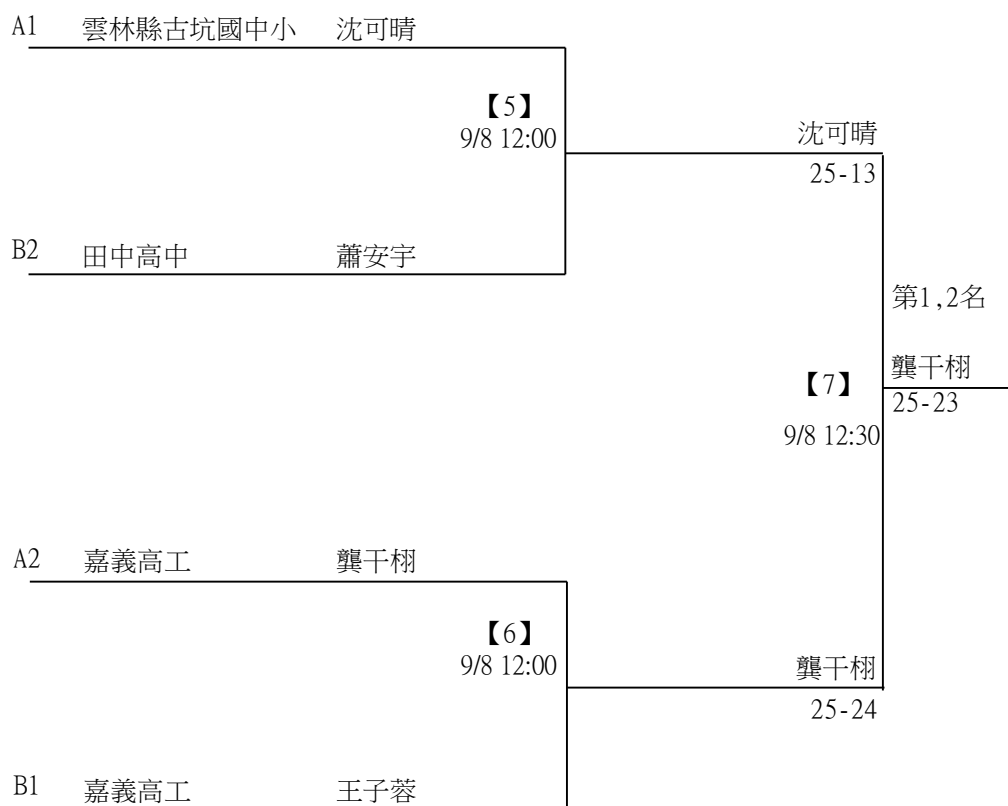 A1 雲林縣古坑國中小 沈可晴
【5】
9/8 12:00
沈可晴
25-13
B2 田中高中 蕭安宇
第1,2名
龔干栩
【7】
25-23
9/8 12:30
A2 嘉義高工 龔干栩
【6】
9/8 12:00
龔干栩
25-24
B1 嘉義高工 王子蓉